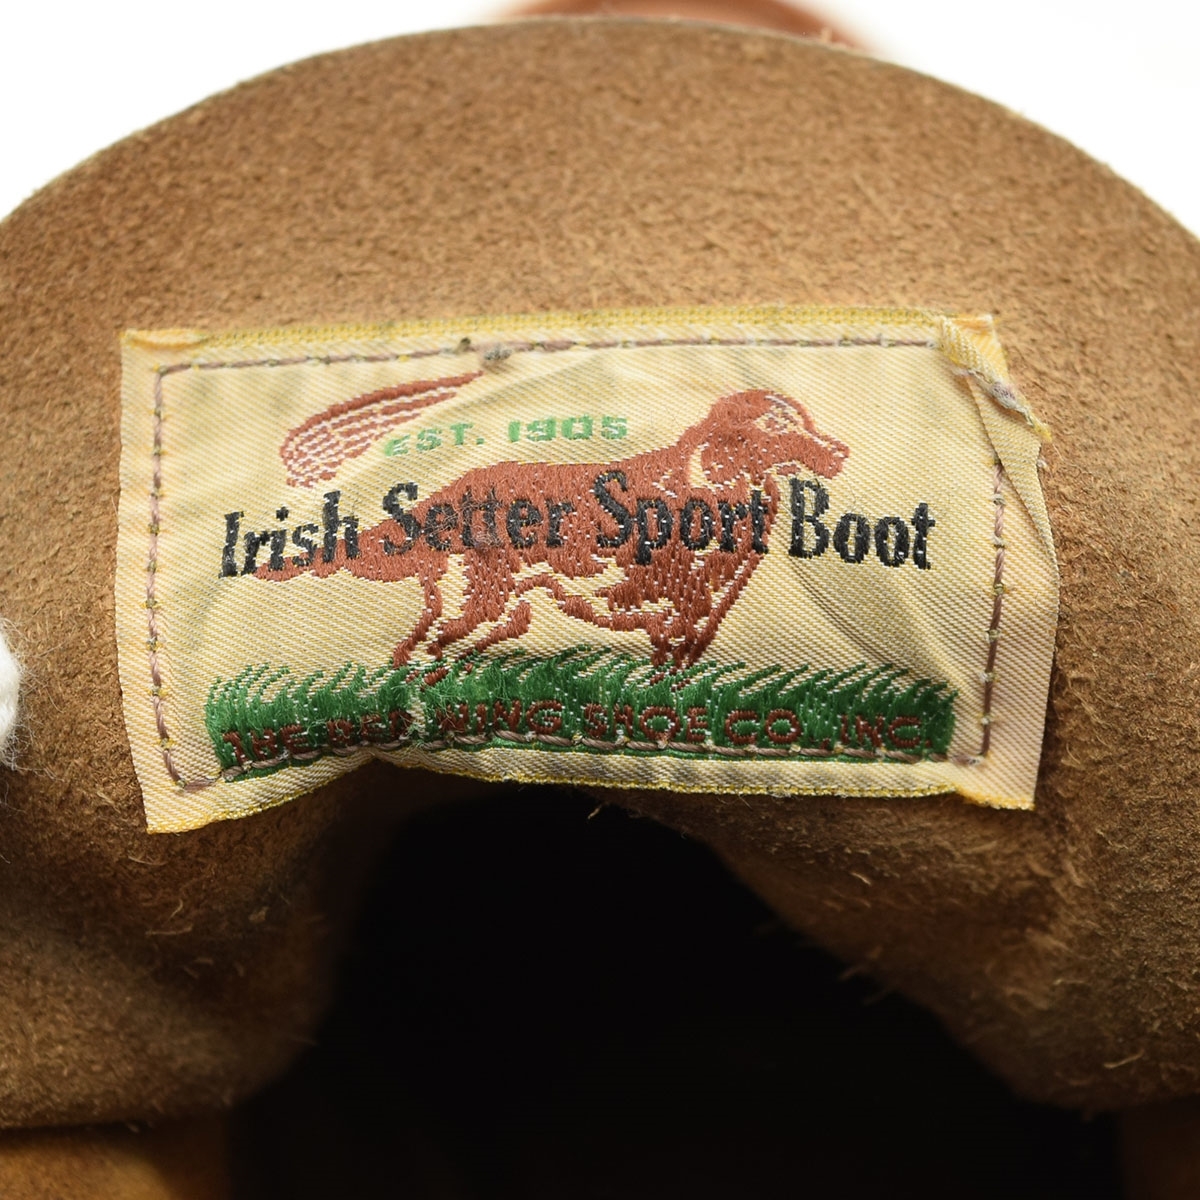 EST. 1905
Irish Setter Sport Boot
THE RED WING SHOE CO. INC.